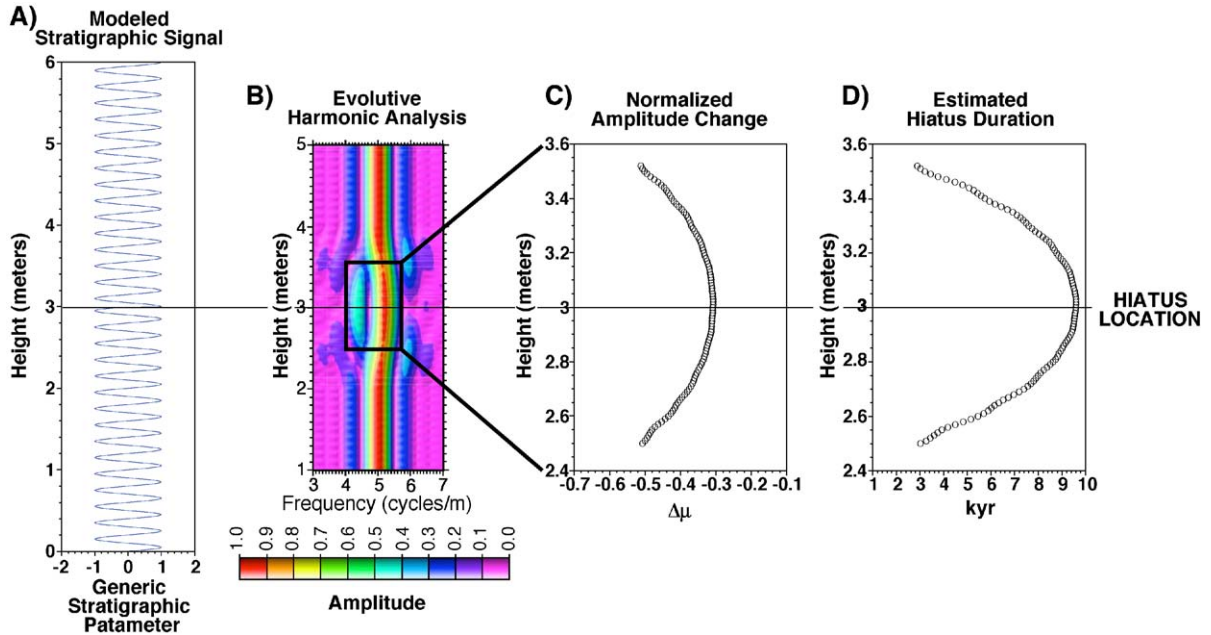 A)
Modeled
Stratigraphic Signal
6
5
4
3
2
1
0
Height (meters)
-2 -1 0 1 2
Generic
Stratigraphic
Patameter
B)
Evolutive
Harmonic Analysis
5
4
3
2
1
Height (meters)
3 4 5 6 7
Frequency (cycles/m)
1.0 0.9 0.8 0.7 0.6 0.5 0.4 0.3 0.2 0.1 0.0
Amplitude
C)
Normalized
Amplitude Change
3.6
3.4
3.2
3
2.8
2.6
2.4
Height (meters)
-0.7 -0.6 -0.5 -0.4 -0.3 -0.2 -0.1
Δμ
D)
Estimated
Hiatus Duration
3.6
3.4
3.2
3
2.8
2.6
2.4
Height (meters)
1 2 3 4 5 6 7 8 9 10
kyr
HIATUS
LOCATION